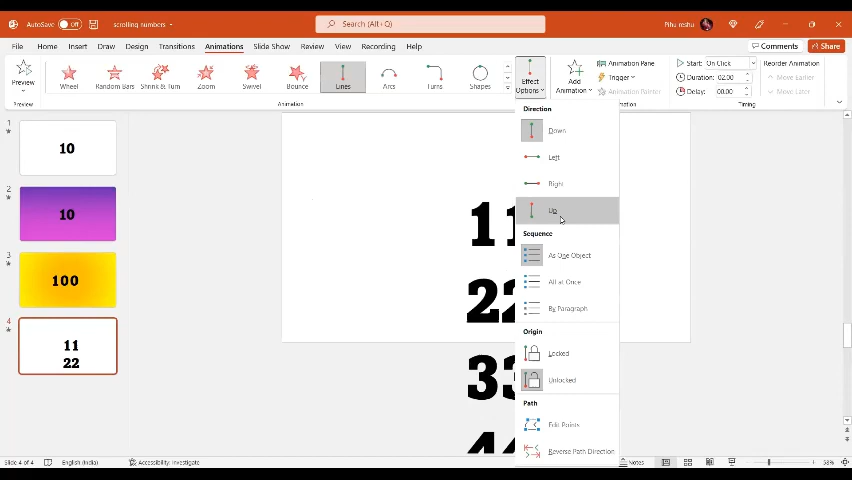 AutoSave Off scrolling numbers Search (Alt+Q) Pihu reshu
File Home Insert Draw Design Transitions Animations Slide Show Review View Recording Help Comments Share
Preview Wheel Random Bars Shrink & Turn Zoom Swivel Bounce Lines Arcs Turns Shapes Effect Options Add Animation Animation Pane Trigger Animation Painter Start: On Click Duration: 02.00 Delay: 00.00 Reorder Animation Move Earlier Move Later
Preview Animation Timing
Direction
Down
Left
Right
Up
Sequence
As One Object
All at Once
By Paragraph
Origin
Locked
Unlocked
Path
Edit Points
Reverse Path Direction
1
10
2
10
3
100
4
11
22
11
22
33
44
Slide 4 of 4 English (India) Accessibility: Investigate Notes 58%